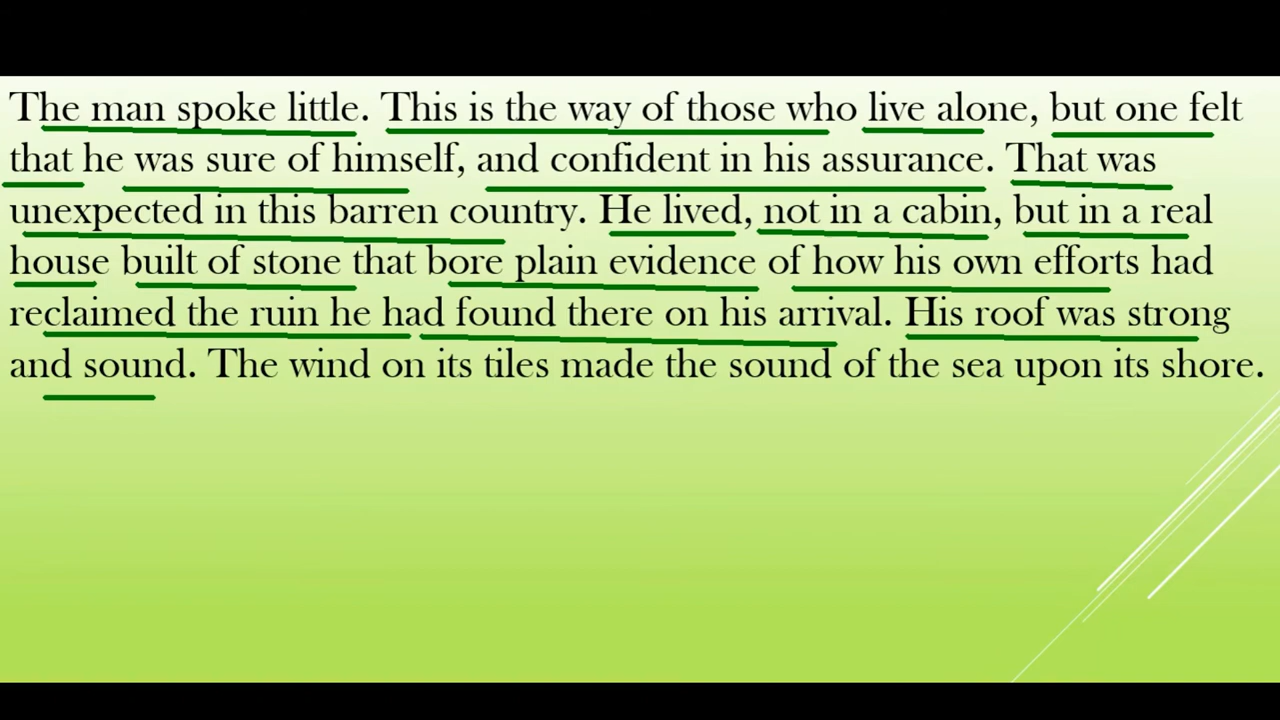 The man spoke little. This is the way of those who live alone, but one felt
that he was sure of himself, and confident in his assurance. That was
unexpected in this barren country. He lived, not in a cabin, but in a real
house built of stone that bore plain evidence of how his own efforts had
reclaimed the ruin he had found there on his arrival. His roof was strong
and sound. The wind on its tiles made the sound of the sea upon its shore.